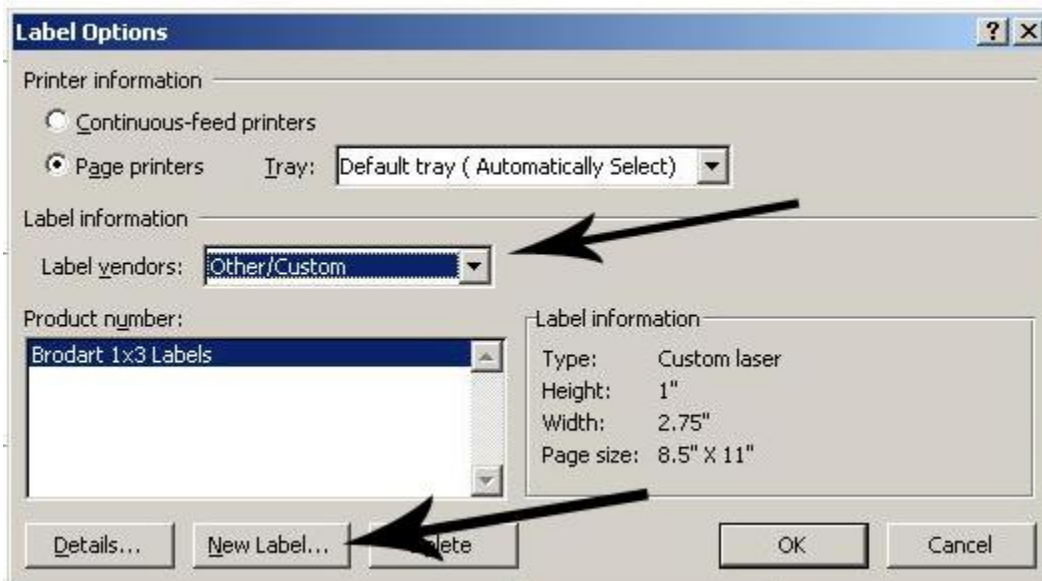 Label Options
Printer information
Continuous-feed printers
Page printers Tray: Default tray ( Automatically Select)
Label information
Label vendors: Other/Custom
Product number:
Brodart 1x3 Labels
Label information
Type: Custom laser
Height: 1"
Width: 2.75"
Page size: 8.5" X 11"
Details... New Label... OK Cancel